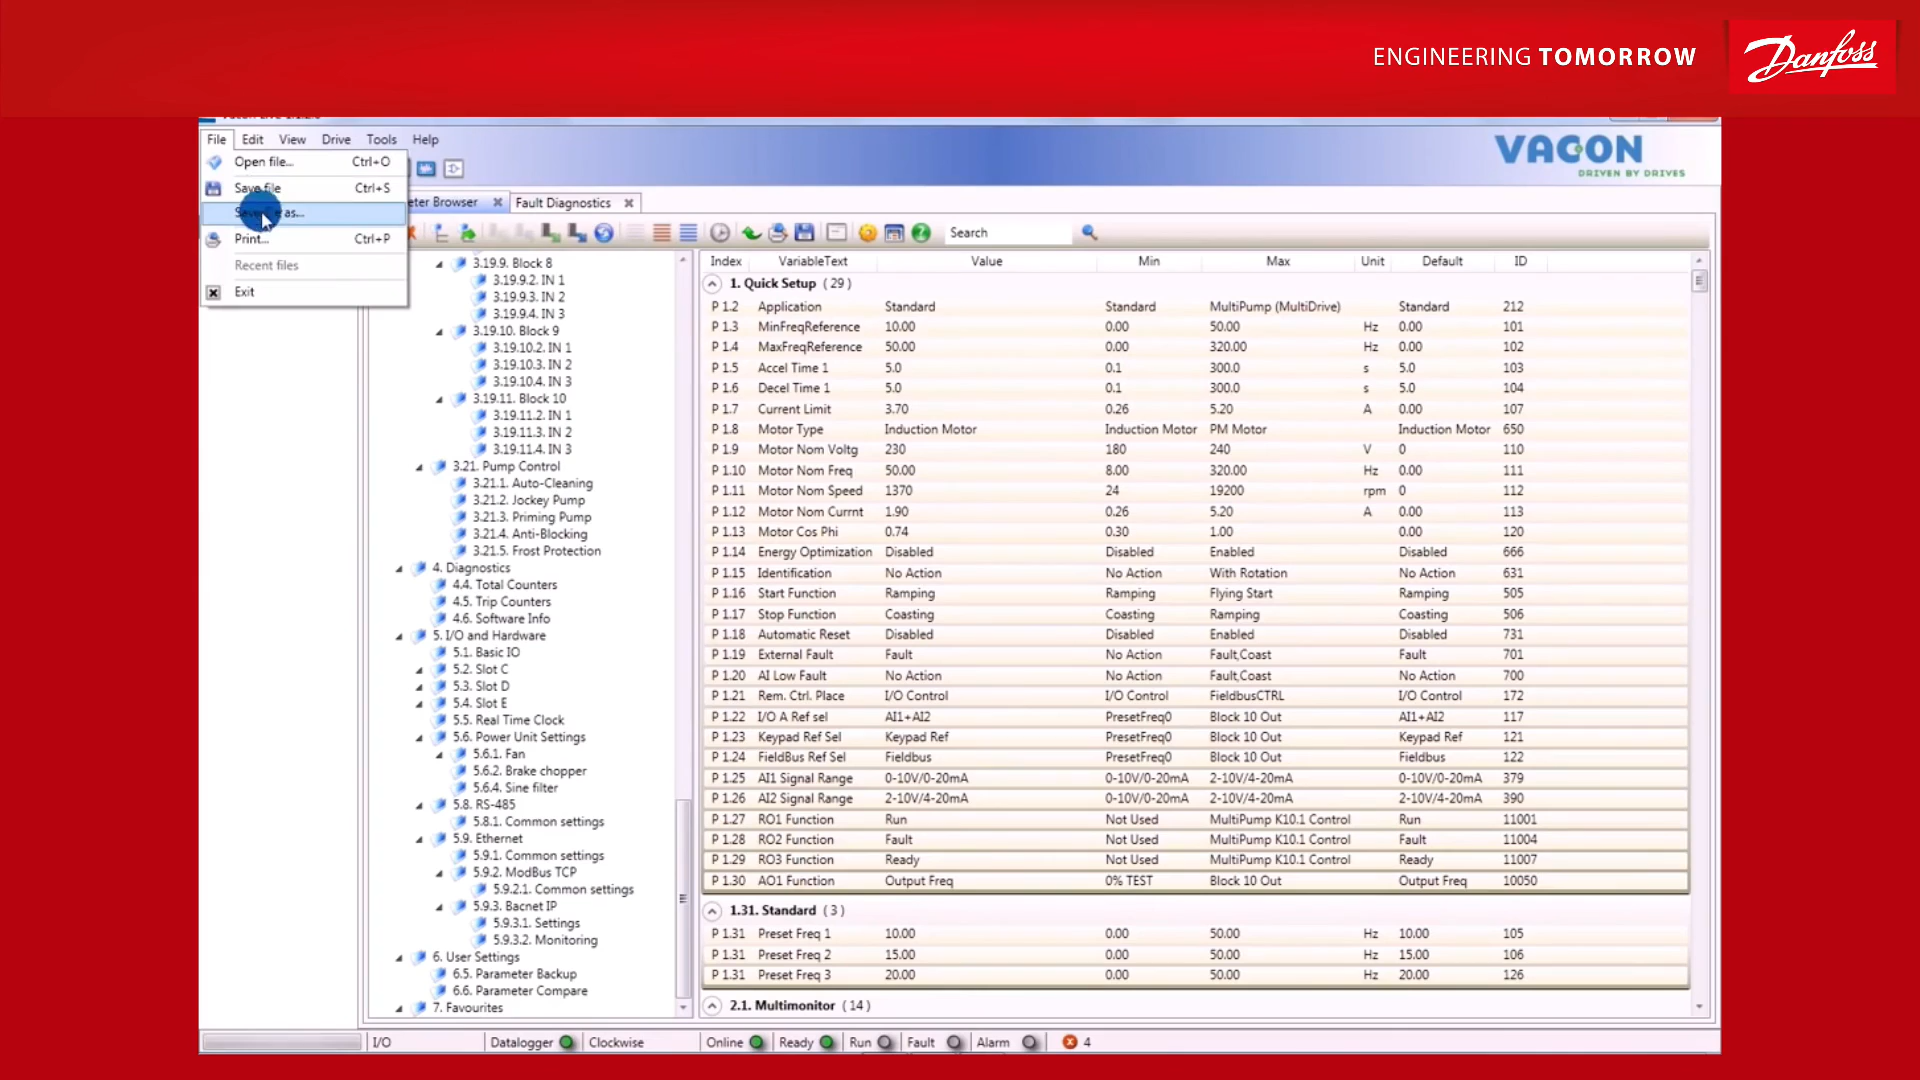 ENGINEERING TOMORROW
Danfoss
File Edit View Drive Tools Help
VACON
DRIVEN BY DRIVES
Open file... Ctrl+O
Save file Ctrl+S
Print... Ctrl+P
Recent files
Exit
Browser
Fault Diagnostics
Search
3.19.9. Block 8
3.19.9.2. IN 1
3.19.9.3. IN 2
3.19.9.4. IN 3
3.19.10. Block 9
3.19.10.2. IN 1
3.19.10.3. IN 2
3.19.10.4. IN 3
3.19.11. Block 10
3.19.11.2. IN 1
3.19.11.3. IN 2
3.19.11.4. IN 3
3.21. Pump Control
3.21.1. Auto-Cleaning
3.21.2. Jockey Pump
3.21.3. Priming Pump
3.21.4. Anti-Blocking
3.21.5. Frost Protection
4. Diagnostics
4.4. Total Counters
4.5. Trip Counters
4.6. Software Info
5. I/O and Hardware
5.1. Basic IO
5.2. Slot C
5.3. Slot D
5.4. Slot E
5.5. Real Time Clock
5.6. Power Unit Settings
5.6.1. Fan
5.6.2. Brake chopper
5.6.4. Sine filter
5.8. RS-485
5.8.1. Common settings
5.9. Ethernet
5.9.1. Common settings
5.9.2. ModBus TCP
5.9.2.1. Common settings
5.9.3. Bacnet IP
5.9.3.1. Settings
5.9.3.2. Monitoring
6. User Settings
6.5. Parameter Backup
6.6. Parameter Compare
7. Favourites
Index VariableText Value Min Max Unit Default ID
1. Quick Setup (29)
P 1.2 Application Standard Standard MultiPump (MultiDrive) Standard 212
P 1.3 MinFreqReference 10.00 0.00 50.00 Hz 0.00 101
P 1.4 MaxFreqReference 50.00 0.00 320.00 Hz 0.00 102
P 1.5 Accel Time 1 5.0 0.1 300.0 s 5.0 103
P 1.6 Decel Time 1 5.0 0.1 300.0 s 5.0 104
P 1.7 Current Limit 3.70 0.26 5.20 A 0.00 107
P 1.8 Motor Type Induction Motor Induction Motor PM Motor Induction Motor 650
P 1.9 Motor Nom Voltg 230 180 240 V 0 110
P 1.10 Motor Nom Freq 50.00 8.00 320.00 Hz 0.00 111
P 1.11 Motor Nom Speed 1370 24 19200 rpm 0 112
P 1.12 Motor Nom Currnt 1.90 0.26 5.20 A 0.00 113
P 1.13 Motor Cos Phi 0.74 0.30 1.00 0.00 120
P 1.14 Energy Optimization Disabled Disabled Enabled Disabled 666
P 1.15 Identification No Action No Action With Rotation No Action 631
P 1.16 Start Function Ramping Ramping Flying Start Ramping 505
P 1.17 Stop Function Coasting Coasting Ramping Coasting 506
P 1.18 Automatic Reset Disabled Disabled Enabled Disabled 731
P 1.19 External Fault Fault No Action Fault,Coast Fault 701
P 1.20 AI Low Fault No Action No Action Fault,Coast No Action 700
P 1.21 Rem. Ctrl. Place I/O Control I/O Control FieldbusCTRL I/O Control 172
P 1.22 I/O A Ref sel AI1+AI2 PresetFreq0 Block 10 Out AI1+AI2 117
P 1.23 Keypad Ref Sel Keypad Ref PresetFreq0 Block 10 Out Keypad Ref 121
P 1.24 FieldBus Ref Sel Fieldbus PresetFreq0 Block 10 Out Fieldbus 122
P 1.25 AI1 Signal Range 0-10V/0-20mA 0-10V/0-20mA 2-10V/4-20mA 0-10V/0-20mA 379
P 1.26 AI2 Signal Range 2-10V/4-20mA 0-10V/0-20mA 2-10V/4-20mA 2-10V/4-20mA 390
P 1.27 RO1 Function Run Not Used MultiPump K10.1 Control Run 11001
P 1.28 RO2 Function Fault Not Used MultiPump K10.1 Control Fault 11004
P 1.29 RO3 Function Ready Not Used MultiPump K10.1 Control Ready 11007
P 1.30 AO1 Function Output Freq 0% TEST Block 10 Out Output Freq 10050
1.31. Standard (3)
P 1.31 Preset Freq 1 10.00 0.00 50.00 Hz 10.00 105
P 1.31 Preset Freq 2 15.00 0.00 50.00 Hz 15.00 106
P 1.31 Preset Freq 3 20.00 0.00 50.00 Hz 20.00 126
2.1. Multimonitor (14)
I/O Datalogger Clockwise Online Ready Run Fault Alarm 4